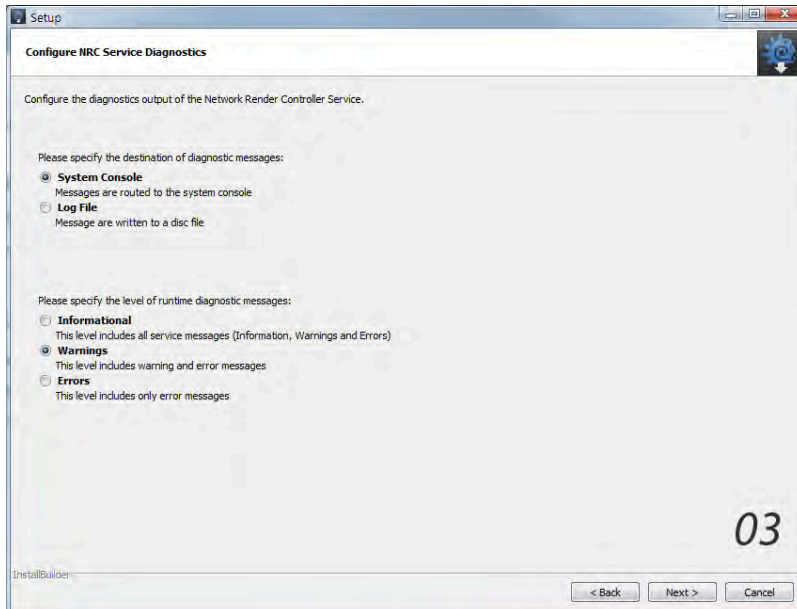 Setup
Configure NRC Service Diagnostics
Configure the diagnostics output of the Network Render Controller Service.
Please specify the destination of diagnostic messages:
System Console
Messages are routed to the system console
Log File
Message are written to a disc file
Please specify the level of runtime diagnostic messages:
Informational
This level includes all service messages (Information, Warnings and Errors)
Warnings
This level includes warning and error messages
Errors
This level includes only error messages
03
InstallBuilder
< Back Next > Cancel